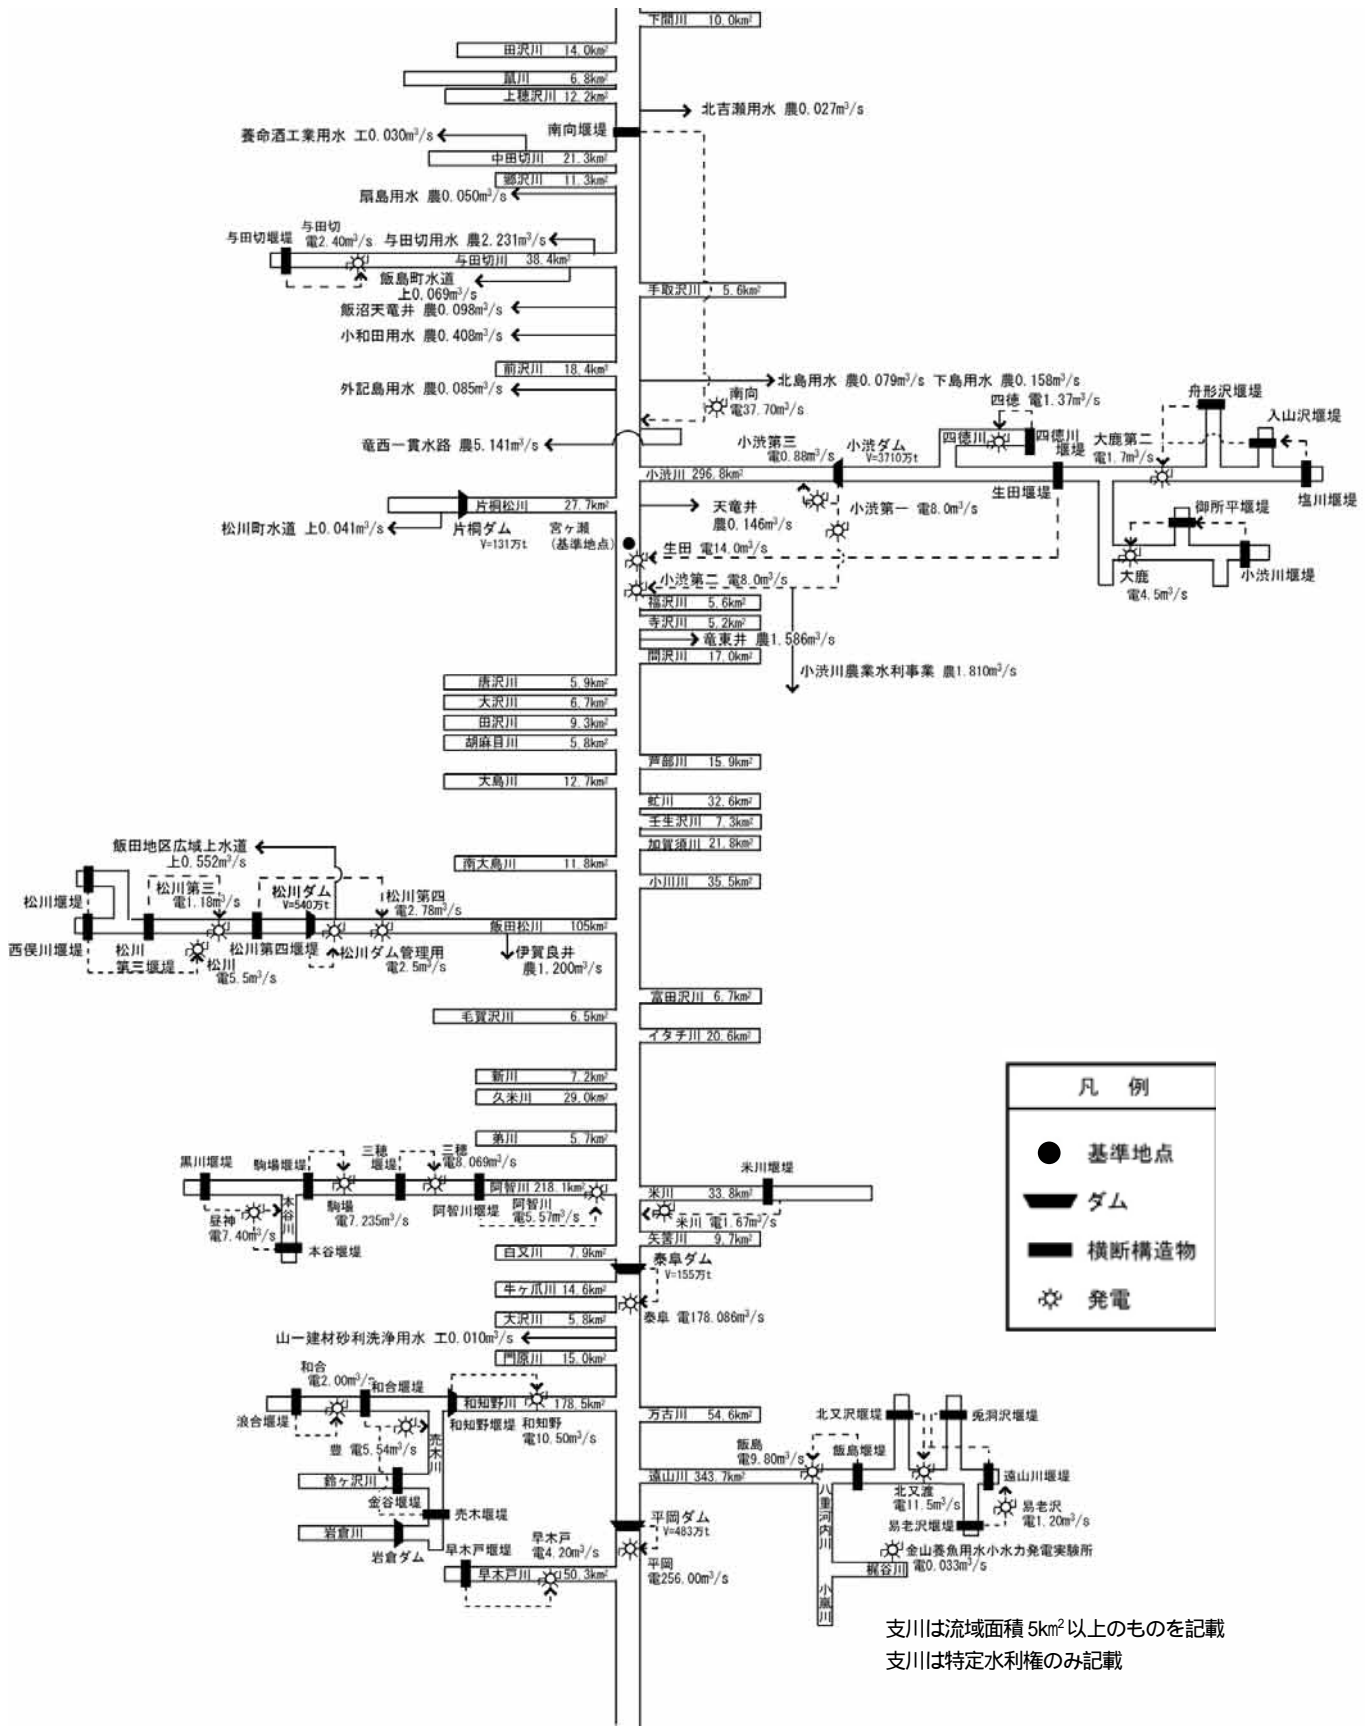 下間川 10.0km²
田沢川 14.0km²
鼠川 6.8km²
上穂沢川 12.2km²
北吉瀬用水 農0.027m³/s
南向堰堤
養命酒工業用水 工0.030m³/s
中田切川 21.3km²
郷沢川 11.3km²
扇島用水 農0.050m³/s
与田切堰堤
与田切
電2.40m³/s
与田切用水 農2.231m³/s
与田切川 38.4km²
飯島町水道
上0.069m³/s
手取沢川 5.6km²
飯沼天竜井 農0.098m³/s
小和田用水 農0.408m³/s
前沢川 18.4km²
外記島用水 農0.085m³/s
北島用水 農0.079m³/s 下島用水 農0.158m³/s
南向
電37.70m³/s
四徳 電1.37m³/s
舟形沢堰堤
入山沢堰堤
竜西一貫水路 農5.141m³/s
小渋第三
電0.88m³/s
小渋ダム
V=3710万t
四徳川
四徳川
堰堤
大鹿第二
電1.7m³/s
小渋川 296.8km²
生田堰堤
塩川堰堤
片桐松川 27.7km²
天竜井
農0.146m³/s
小渋第一 電8.0m³/s
御所平堰堤
松川町水道 上0.041m³/s
片桐ダム
V=131万t
宮ヶ瀬
(基準地点)
生田 電14.0m³/s
小渋第二 電8.0m³/s
大鹿
電4.5m³/s
小渋川堰堤
福沢川 5.6km²
寺沢川 5.2km²
竜東井 農1.586m³/s
間沢川 17.0km²
小渋川農業水利事業 農1.810m³/s
唐沢川 5.9km²
大沢川 6.7km²
田沢川 9.3km²
胡麻目川 5.8km²
芦部川 15.9km²
大島川 12.7km²
虻川 32.6km²
壬生沢川 7.3km²
加賀須川 21.8km²
飯田地区広域上水道
上0.552m³/s
南大島川 11.8km²
小川川 35.5km²
松川堰堤
松川第三
電1.18m³/s
松川ダム
V=540万t
松川第四
電2.78m³/s
飯田松川 105km²
西俣川堰堤
松川
第三堰堤
松川
電5.5m³/s
松川第四堰堤
松川ダム管理用
電2.5m³/s
伊賀良井
農1.200m³/s
富田沢川 6.7km²
毛賀沢川 6.5km²
イタチ川 20.6km²
新川 7.2km²
久米川 29.0km²
弟川 5.7km²
凡 例
基準地点
ダム
横断構造物
発電
黒川堰堤
駒場堰堤
三穂
堰堤
三穂
電8.069m³/s
米川堰堤
阿智川 218.1km²
米川 33.8km²
本谷川
昼神
電7.40m³/s
駒場
電7.235m³/s
阿智川堰堤
阿智川
電5.57m³/s
米川 電1.67m³/s
本谷堰堤
矢筈川 9.7km²
白又川 7.9km²
泰阜ダム
V=155万t
牛ヶ爪川 14.6km²
泰阜 電178.086m³/s
大沢川 5.8km²
山一建材砂利洗浄用水 工0.010m³/s
門原川 15.0km²
和合
電2.00m³/s
和合堰堤
和知野川 178.5km²
浪合堰堤
豊 電5.54m³/s
売木川
和知野堰堤
和知野
電10.50m³/s
万古川 54.6km²
北又沢堰堤
兎洞沢堰堤
飯島
電9.80m³/s
飯島堰堤
遠山川 343.7km²
遠山川堰堤
鈴ヶ沢川
金谷堰堤
売木堰堤
八重河内川
北又渡
電11.5m³/s
易老沢
電1.20m³/s
易老沢堰堤
岩倉川
岩倉ダム
平岡ダム
V=483万t
早木戸堰堤
早木戸
電4.20m³/s
早木戸川 50.3km²
平岡
電256.00m³/s
金山養魚用水小水力発電実験所
電0.033m³/s
梶谷川
小嵐川
支川は流域面積5km²以上のものを記載
支川は特定水利権のみ記載